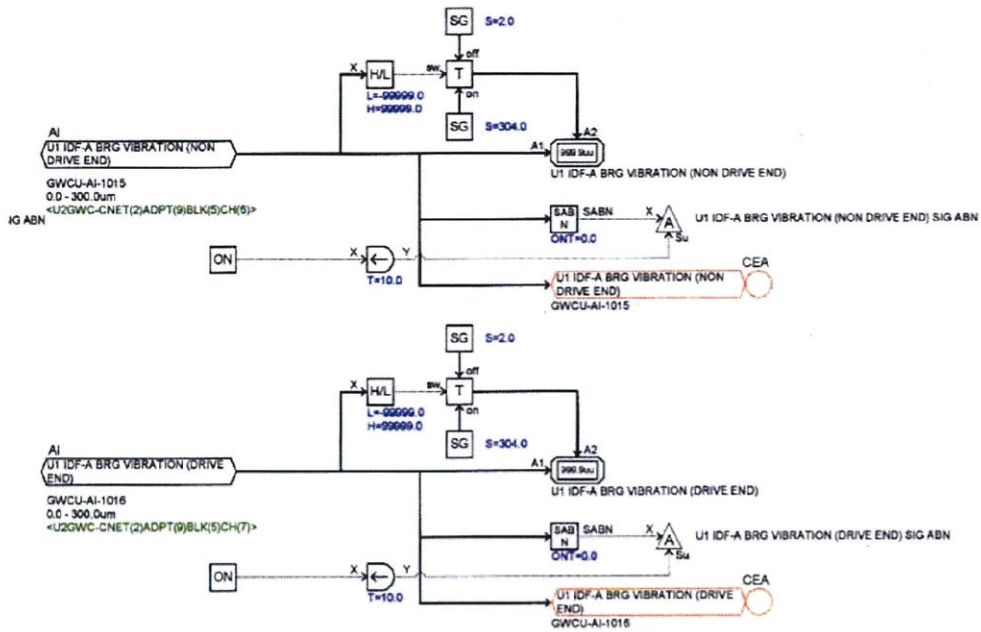 SG S=2.0
off
X H/L sw T
on
L=-99999.0
H=99999.0
SG S=304.0
AI
U1 IDF-A BRG VIBRATION (NON
DRIVE END)
A1 A2
999.9uu
U1 IDF-A BRG VIBRATION (NON DRIVE END)
GWCU-AI-1015
0.0 - 300.0um
<U2GWC-CNET(2)ADPT(9)BLK(5)CH(6)>
IG ABN
SAB
N
SABN X A
Su
U1 IDF-A BRG VIBRATION (NON DRIVE END) SIG ABN
ONT=0.0
ON X Y
T=10.0
CEA
U1 IDF-A BRG VIBRATION (NON
DRIVE END)
GWCU-AI-1015
SG S=2.0
off
X H/L sw T
on
L=-99999.0
H=99999.0
SG S=304.0
AI
U1 IDF-A BRG VIBRATION (DRIVE
END)
A1 A2
999.9uu
U1 IDF-A BRG VIBRATION (DRIVE END)
GWCU-AI-1016
0.0 - 300.0um
<U2GWC-CNET(2)ADPT(9)BLK(5)CH(7)>
SAB
N
SABN X A
Su
U1 IDF-A BRG VIBRATION (DRIVE END) SIG ABN
ONT=0.0
ON X Y
T=10.0
CEA
U1 IDF-A BRG VIBRATION (DRIVE
END)
GWCU-AI-1016